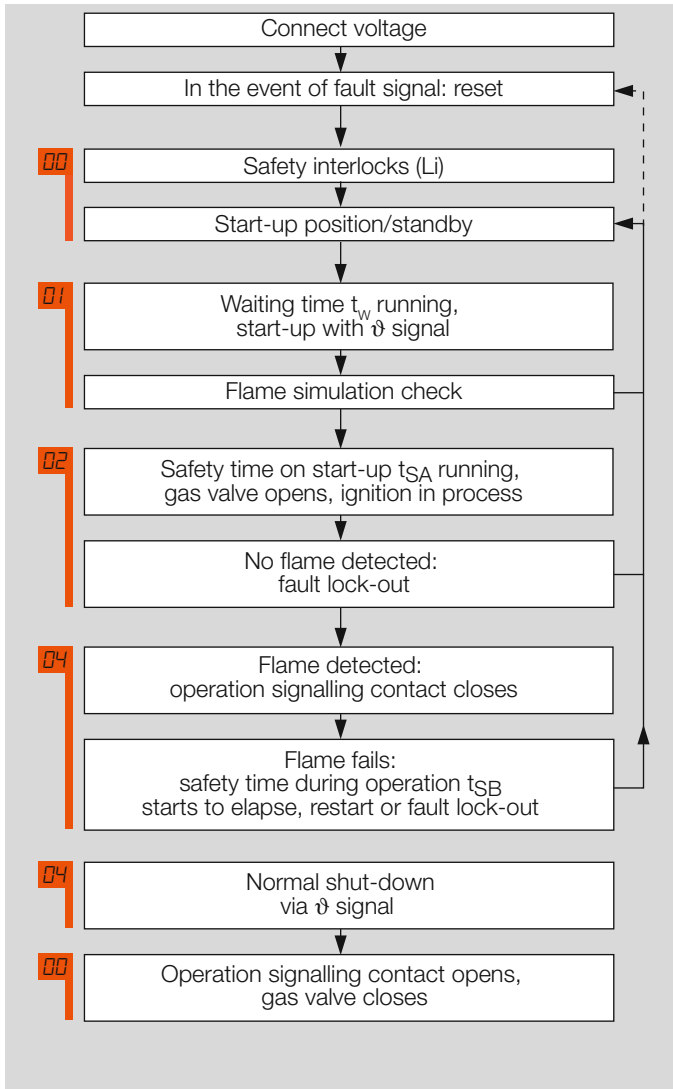 Connect voltage
In the event of fault signal: reset
00
Safety interlocks (Li)
Start-up position/standby
01
Waiting time tW running,
start-up with ϑ signal
Flame simulation check
02
Safety time on start-up tSA running,
gas valve opens, ignition in process
No flame detected:
fault lock-out
04
Flame detected:
operation signalling contact closes
Flame fails:
safety time during operation tSB
starts to elapse, restart or fault lock-out
04
Normal shut-down
via ϑ signal
00
Operation signalling contact opens,
gas valve closes